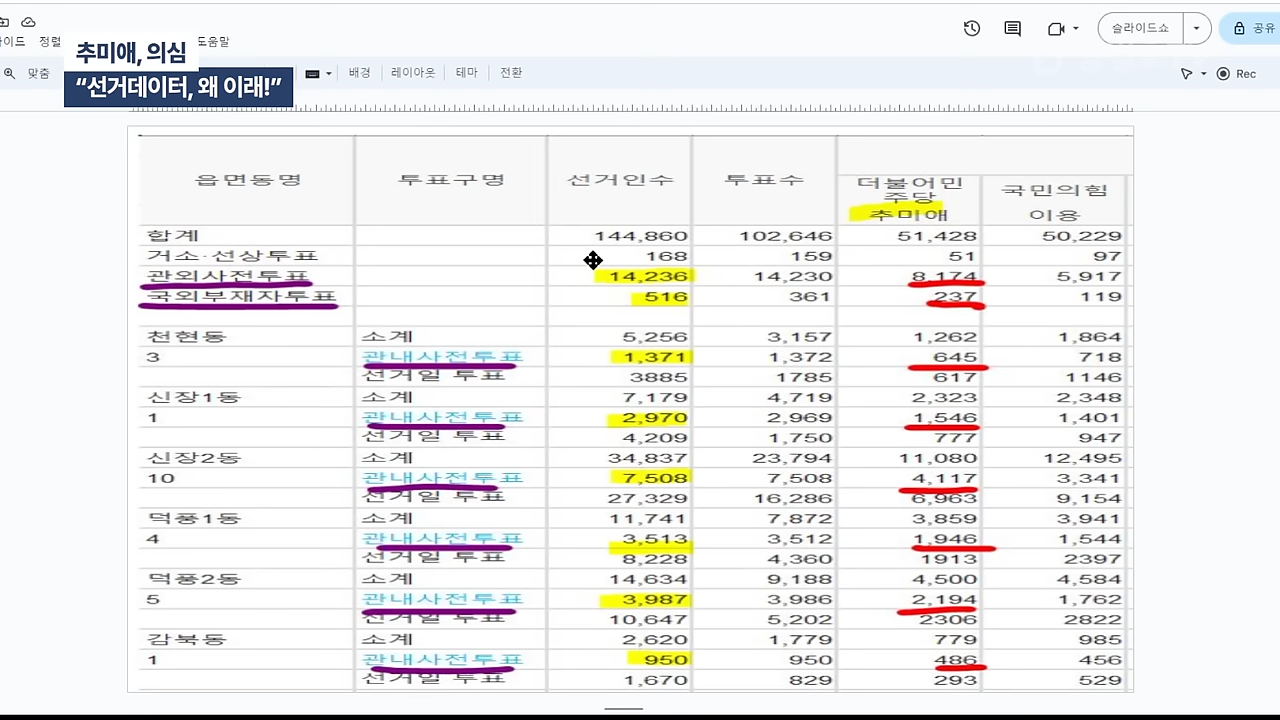 추미애, 의심
“선거데이터, 왜 이래!”
정렬
도움말
슬라이드쇼
공유
맞춤
배경 레이아웃 테마 전환
Rec
읍면동명 투표구명 선거인수 투표수 더불어민주당 추미애 국민의힘 이용
합계 144,860 102,646 51,428 50,229
거소·선상투표 168 159 51 97
관외사전투표 14,236 14,230 8,174 5,917
국외부재자투표 516 361 237 119
천현동 소계 5,256 3,157 1,262 1,864
3 관내사전투표 1,371 1,372 645 718
선거일 투표 3885 1785 617 1146
신장1동 소계 7,179 4,719 2,323 2,348
1 관내사전투표 2,970 2,969 1,546 1,401
선거일 투표 4,209 1,750 777 947
신장2동 소계 34,837 23,794 11,080 12,495
10 관내사전투표 7,508 7,508 4,117 3,341
선거일 투표 27,329 16,286 6,963 9,154
덕풍1동 소계 11,741 7,872 3,859 3,941
4 관내사전투표 3,513 3,512 1,946 1,544
선거일 투표 8,228 4,360 1913 2397
덕풍2동 소계 14,634 9,188 4,500 4,584
5 관내사전투표 3,987 3,986 2,194 1,762
선거일 투표 10,647 5,202 2306 2822
감북동 소계 2,620 1,779 779 985
1 관내사전투표 950 950 486 456
선거일 투표 1,670 829 293 529